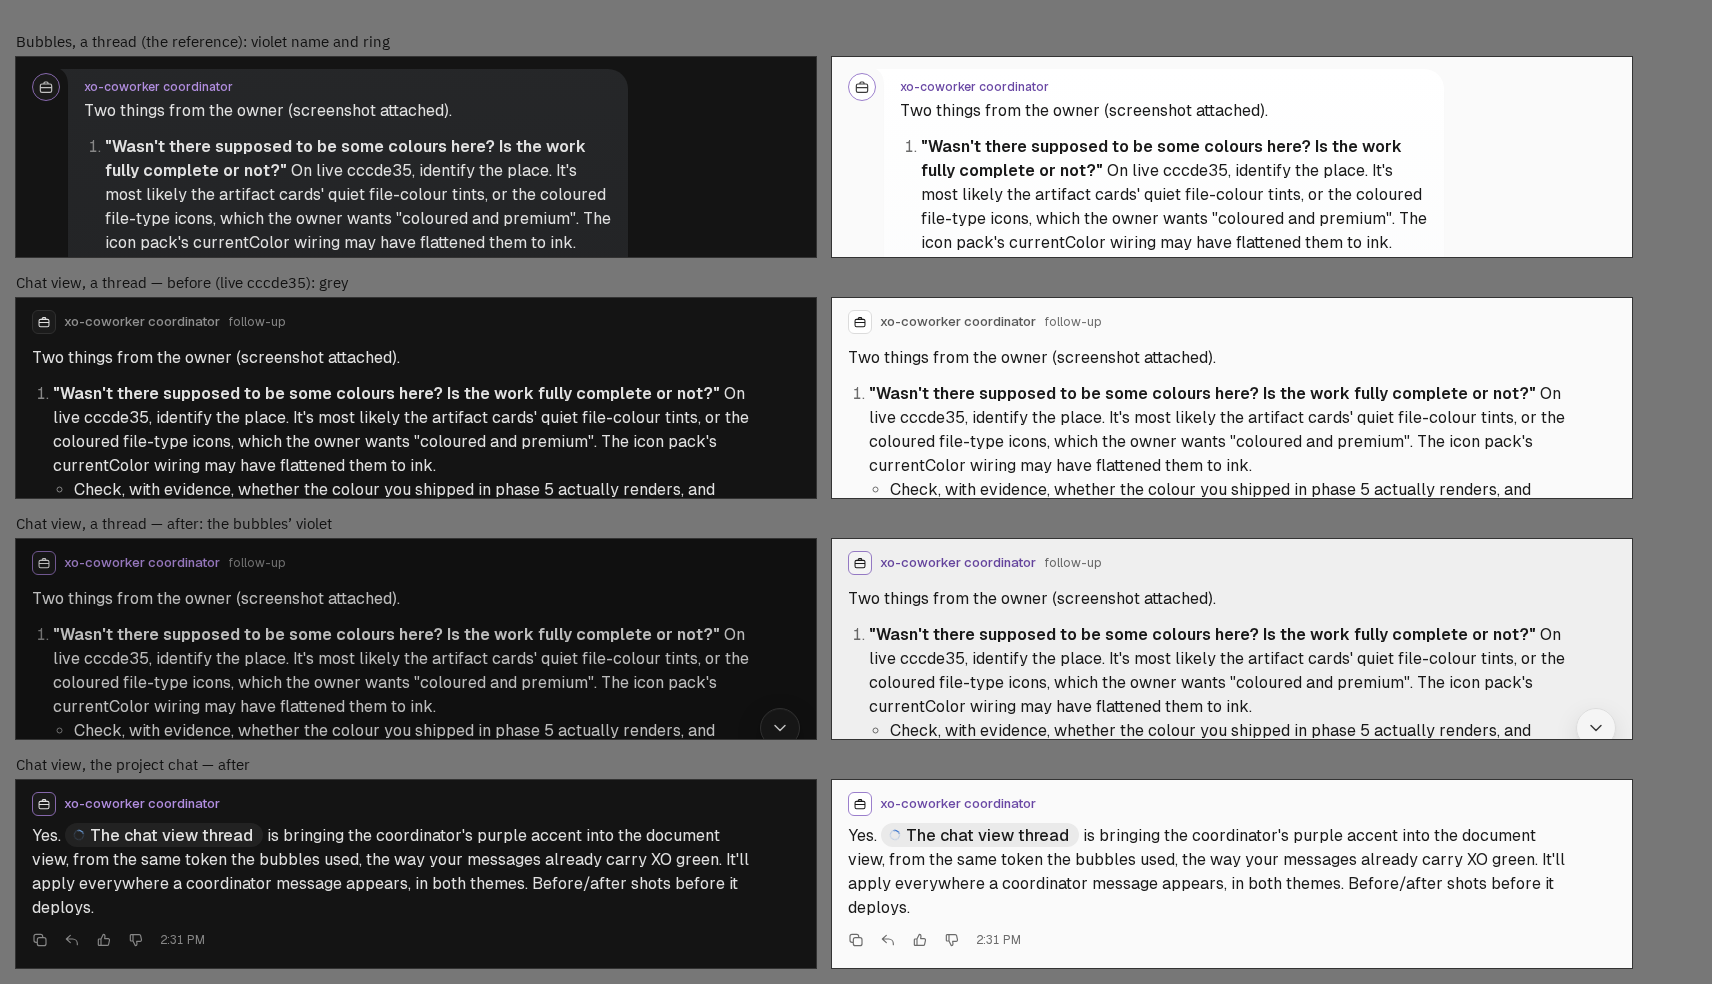 Bubbles, a thread (the reference): violet name and ring
xo-coworker coordinator
Two things from the owner (screenshot attached).
1. "Wasn't there supposed to be some colours here? Is the work
fully complete or not?" On live cccde35, identify the place. It's
most likely the artifact cards' quiet file-colour tints, or the coloured
file-type icons, which the owner wants "coloured and premium". The
icon pack's currentColor wiring may have flattened them to ink.
xo-coworker coordinator
Two things from the owner (screenshot attached).
1. "Wasn't there supposed to be some colours here? Is the work
fully complete or not?" On live cccde35, identify the place. It's
most likely the artifact cards' quiet file-colour tints, or the coloured
file-type icons, which the owner wants "coloured and premium". The
icon pack's currentColor wiring may have flattened them to ink.
Chat view, a thread — before (live cccde35): grey
xo-coworker coordinator follow-up
Two things from the owner (screenshot attached).
1. "Wasn't there supposed to be some colours here? Is the work fully complete or not?" On
live cccde35, identify the place. It's most likely the artifact cards' quiet file-colour tints, or the
coloured file-type icons, which the owner wants "coloured and premium". The icon pack's
currentColor wiring may have flattened them to ink.
◦ Check, with evidence, whether the colour you shipped in phase 5 actually renders, and
xo-coworker coordinator follow-up
Two things from the owner (screenshot attached).
1. "Wasn't there supposed to be some colours here? Is the work fully complete or not?" On
live cccde35, identify the place. It's most likely the artifact cards' quiet file-colour tints, or the
coloured file-type icons, which the owner wants "coloured and premium". The icon pack's
currentColor wiring may have flattened them to ink.
◦ Check, with evidence, whether the colour you shipped in phase 5 actually renders, and
Chat view, a thread — after: the bubbles' violet
xo-coworker coordinator follow-up
Two things from the owner (screenshot attached).
1. "Wasn't there supposed to be some colours here? Is the work fully complete or not?" On
live cccde35, identify the place. It's most likely the artifact cards' quiet file-colour tints, or the
coloured file-type icons, which the owner wants "coloured and premium". The icon pack's
currentColor wiring may have flattened them to ink.
◦ Check, with evidence, whether the colour you shipped in phase 5 actually renders, and
xo-coworker coordinator follow-up
Two things from the owner (screenshot attached).
1. "Wasn't there supposed to be some colours here? Is the work fully complete or not?" On
live cccde35, identify the place. It's most likely the artifact cards' quiet file-colour tints, or the
coloured file-type icons, which the owner wants "coloured and premium". The icon pack's
currentColor wiring may have flattened them to ink.
◦ Check, with evidence, whether the colour you shipped in phase 5 actually renders, and
Chat view, the project chat — after
xo-coworker coordinator
Yes. The chat view thread is bringing the coordinator's purple accent into the document
view, from the same token the bubbles used, the way your messages already carry XO green. It'll
apply everywhere a coordinator message appears, in both themes. Before/after shots before it
deploys.
2:31 PM
xo-coworker coordinator
Yes. The chat view thread is bringing the coordinator's purple accent into the document
view, from the same token the bubbles used, the way your messages already carry XO green. It'll
apply everywhere a coordinator message appears, in both themes. Before/after shots before it
deploys.
2:31 PM